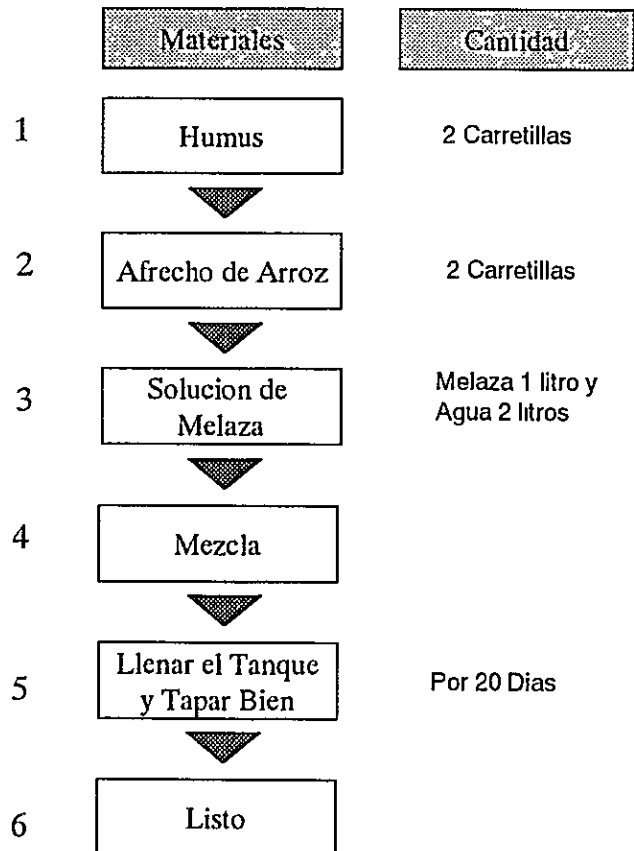 Materiales Cantidad
1 Humus 2 Carretillas
2 Afrecho de Arroz 2 Carretillas
3 Solucion de Melaza 1 litro y
Melaza Agua 2 litros
4 Mezcla
Llenar el Tanque
5 y Tapar Bien Por 20 Dias
6 Listo